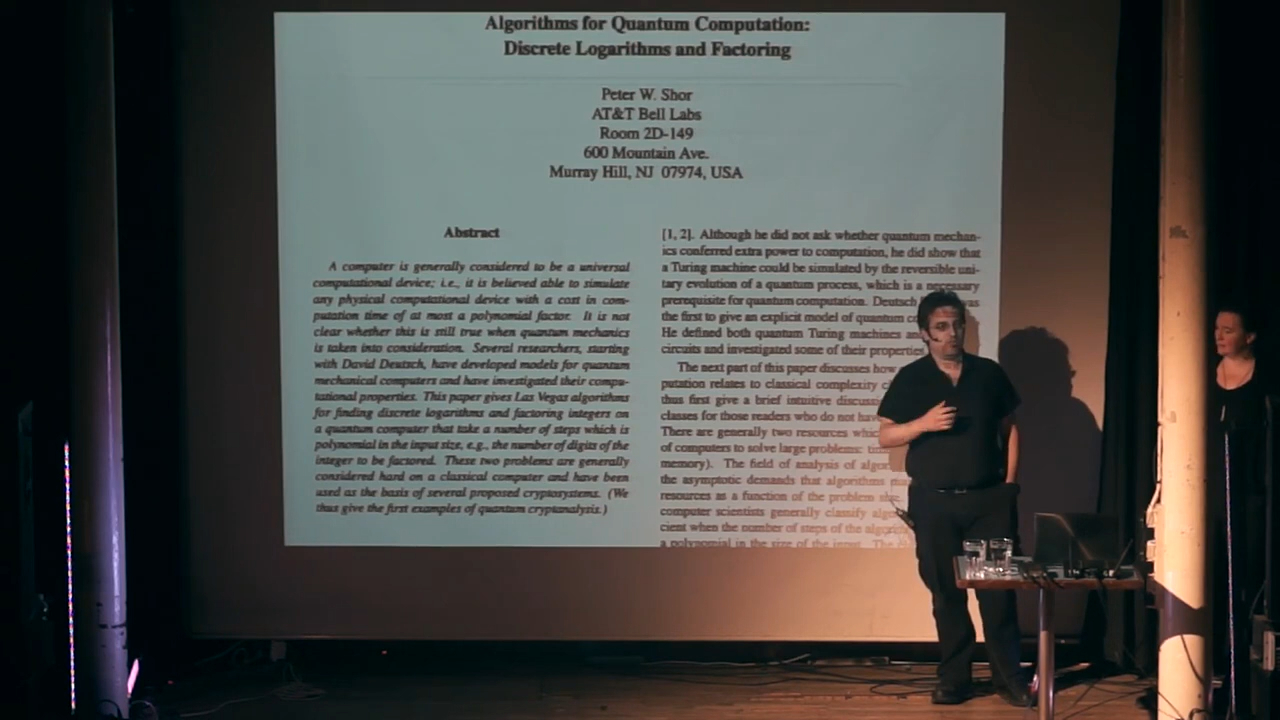 Algorithms for Quantum Computation:
Discrete Logarithms and Factoring
Peter W. Shor
AT&T Bell Labs
Room 2D-149
600 Mountain Ave.
Murray Hill, NJ 07974, USA
Abstract
A computer is generally considered to be a universal
computational device; i.e., it is believed able to simulate
any physical computational device with a cost in com-
putation time of at most a polynomial factor. It is not
clear whether this is still true when quantum mechanics
is taken into consideration. Several researchers, starting
with David Deutsch, have developed models for quantum
mechanical computers and have investigated their compu-
tational properties. This paper gives Las Vegas algorithms
for finding discrete logarithms and factoring integers on
a quantum computer that take a number of steps which is
polynomial in the input size, e.g., the number of digits of the
integer to be factored. These two problems are generally
considered hard on a classical computer and have been
used as the basis of several proposed cryptosystems. (We
thus give the first examples of quantum cryptanalysis.)
[1, 2]. Although he did not ask whether quantum mechan-
ics conferred extra power to computation, he did show that
a Turing machine could be simulated by the reversible uni-
tary evolution of a quantum process, which is a necessary
prerequisite for quantum computation. Deutsch was
the first to give an explicit model of quantum
He defined both quantum Turing machines
circuits and investigated some of their properties
The next part of this paper discusses how
putation relates to classical complexity
thus first give a brief intuitive
classes for those readers who do not have
There are generally two resources
of computers to solve large problems:
memory). The field of analysis of
the asymptotic demands that algorithms
resources as a function of the problem
computer scientists generally classify
cient when the number of steps of the
a polynomial in the size of the input.